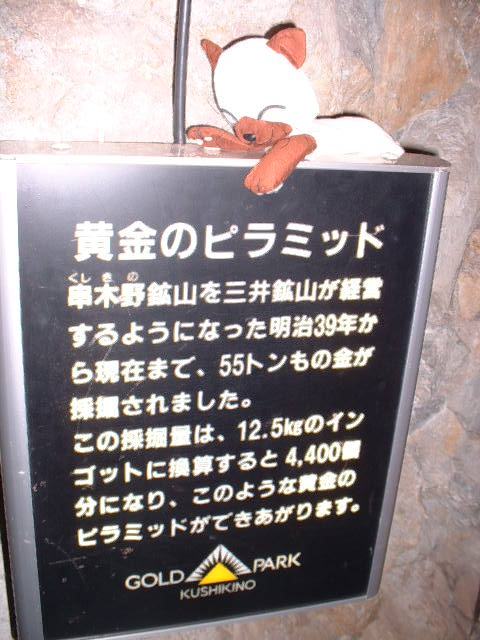 黄金のピラミッド
くしきの
串木野鉱山を三井鉱山が経営
するようになった明治39年か
ら現在まで、55トンもの金が
採掘されました。
この採掘量は、12.5kgのイン
ゴットに換算すると4,400個
分になり、このような黄金の
ピラミッドができあがります。
GOLD PARK
KUSHIKINO